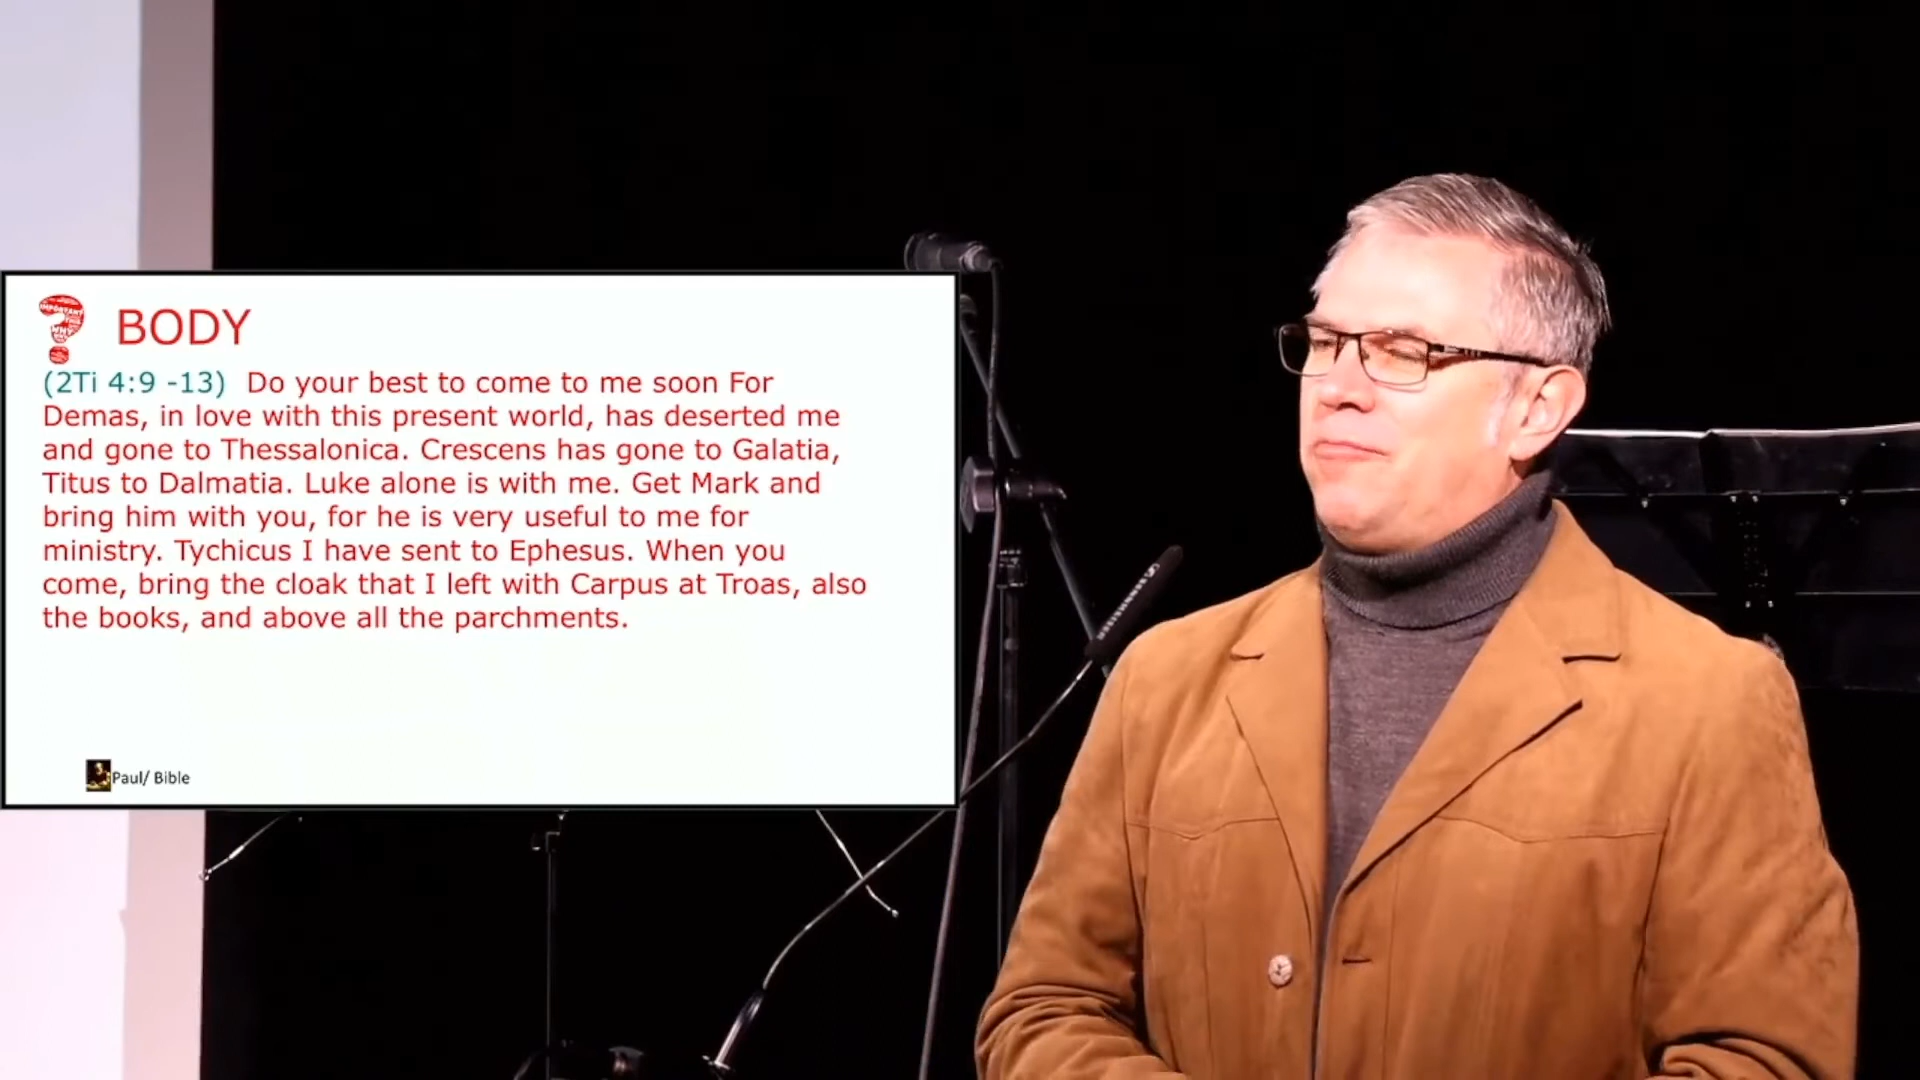 BODY
(2Ti 4:9 -13) Do your best to come to me soon For
Demas, in love with this present world, has deserted me
and gone to Thessalonica. Crescens has gone to Galatia,
Titus to Dalmatia. Luke alone is with me. Get Mark and
bring him with you, for he is very useful to me for
ministry. Tychicus I have sent to Ephesus. When you
come, bring the cloak that I left with Carpus at Troas, also
the books, and above all the parchments.
Paul/ Bible
IMPORTANT
WHY
SENNHEISER